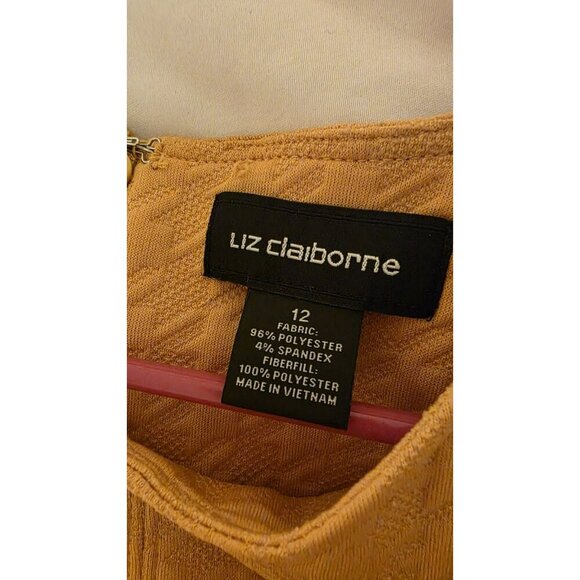 LIZ claiborne
12
FABRIC:
96% POLYESTER
4% SPANDEX
FIBERFILL:
100% POLYESTER
MADE IN VIETNAM